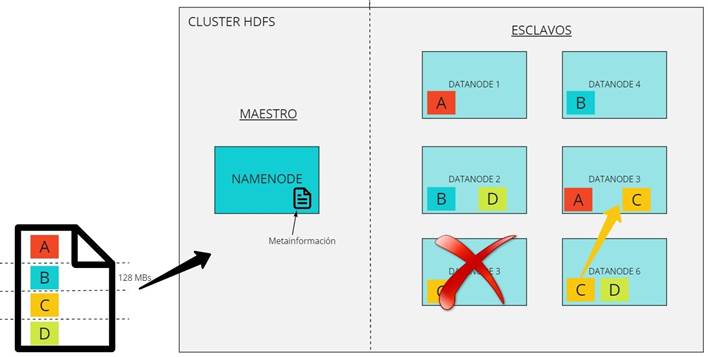 CLUSTER HDFS
MAESTRO
NAMENODE
Metainformación
ESCLAVOS
DATANODE 1
A
DATANODE 4
B
DATANODE 2
B D
DATANODE 3
A C
DATANODE 3
C
DATANODE 6
C D
A
B
128 MBs
C
D